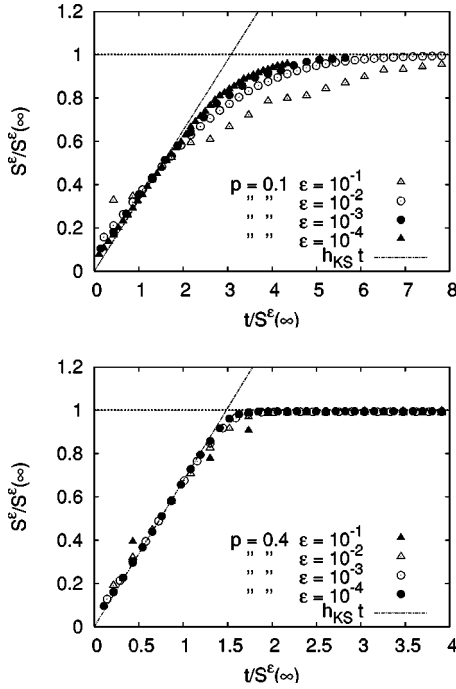 1.2
1
0.8
0.6
0.4
0.2
0
S^ε/S^ε(∞)
p = 0.1 ε = 10^-1
" " ε = 10^-2
" " ε = 10^-3
" " ε = 10^-4
h_KS t
0 1 2 3 4 5 6 7 8
t/S^ε(∞)
1.2
1
0.8
0.6
0.4
0.2
0
S^ε/S^ε(∞)
p = 0.4 ε = 10^-1
" " ε = 10^-2
" " ε = 10^-3
" " ε = 10^-4
h_KS t
0 0.5 1 1.5 2 2.5 3 3.5 4
t/S^ε(∞)